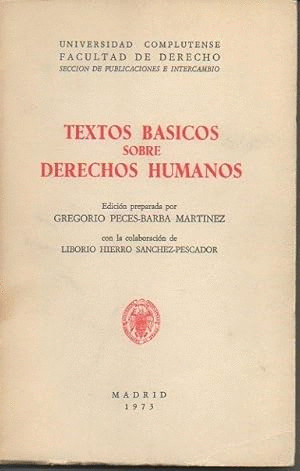 UNIVERSIDAD COMPLUTENSE
FACULTAD DE DERECHO
SECCION DE PUBLICACIONES E INTERCAMBIO
TEXTOS BASICOS
SOBRE
DERECHOS HUMANOS
Edición preparada por
GREGORIO PECES-BARBA MARTINEZ
con la colaboración de
LIBORIO HIERRO SANCHEZ-PESCADOR
MADRID
1973